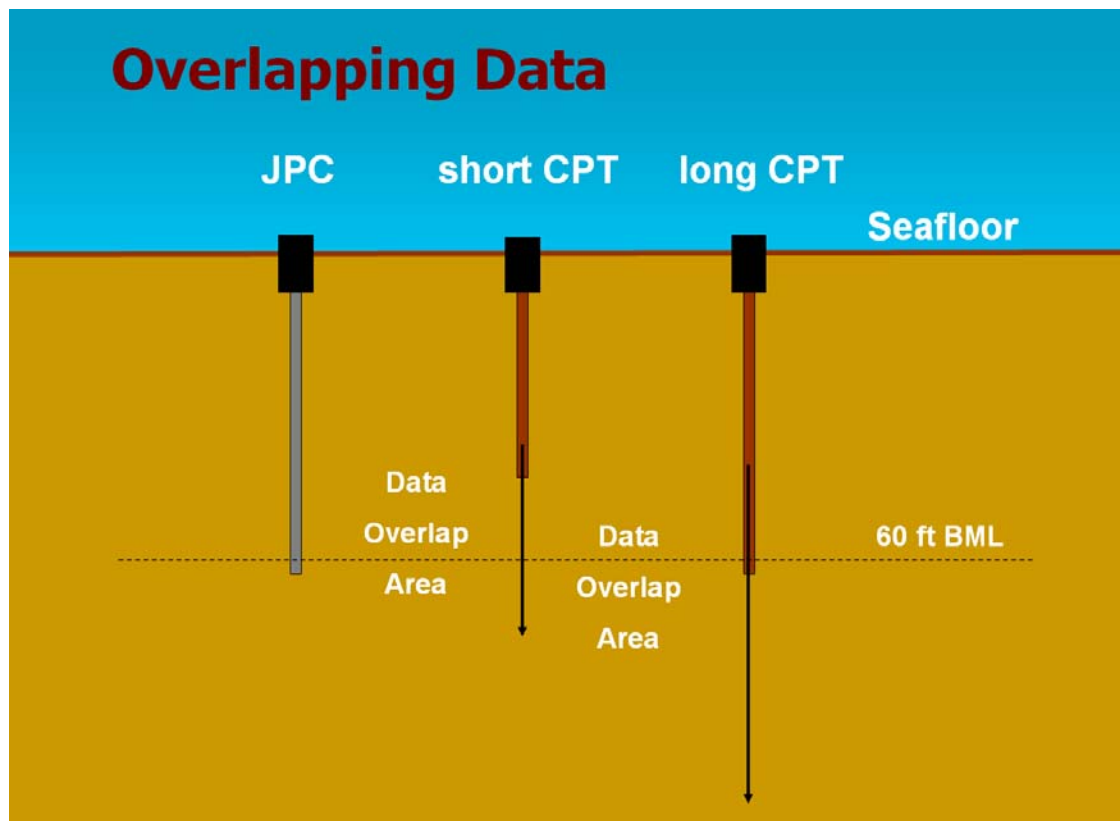 Overlapping Data
JPC
short CPT
long CPT
Seafloor
Data
Overlap
Area
Data
Overlap
Area
60 ft BML